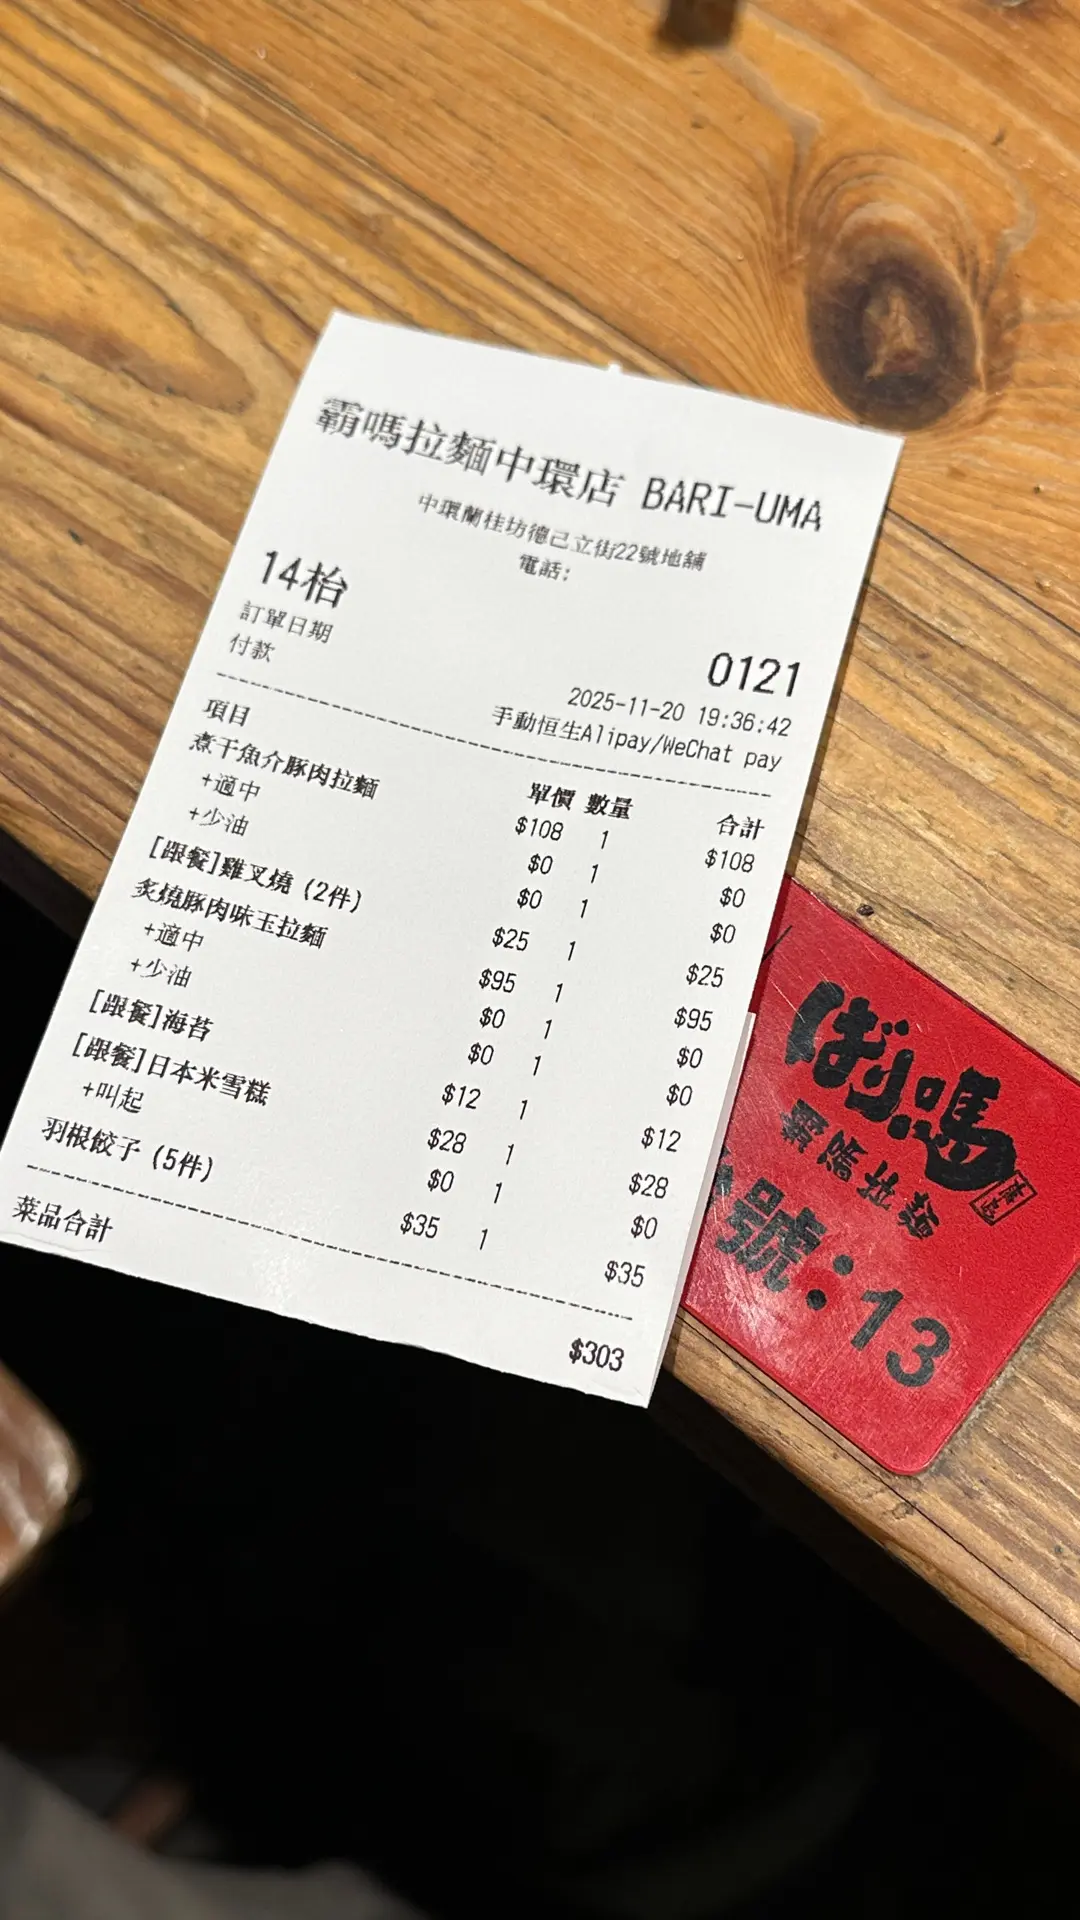 霸嗎拉麵中環店 BARI-UMA
中環蘭桂坊德己立街22號地舖
電話:
14枱 0121
訂單日期 2025-11-20 19:36:42
付款 手動恒生Alipay/WeChat pay
項目 單價 數量 合計
煮干魚介豚肉拉麵 $108 1 $108
+適中 $0 1 $0
+少油 $0 1 $0
[跟餐]雞叉燒 (2件) $25 1 $25
炙燒豚肉味玉拉麵 $95 1 $95
+適中 $0 1 $0
+少油 $0 1 $0
[跟餐]海苔 $12 1 $12
[跟餐]日本米雪糕 $28 1 $28
+叫起 $0 1 $0
羽根餃子 (5件) $35 1 $35
菜品合計 $303
ばり嗎
拉麵
號:13